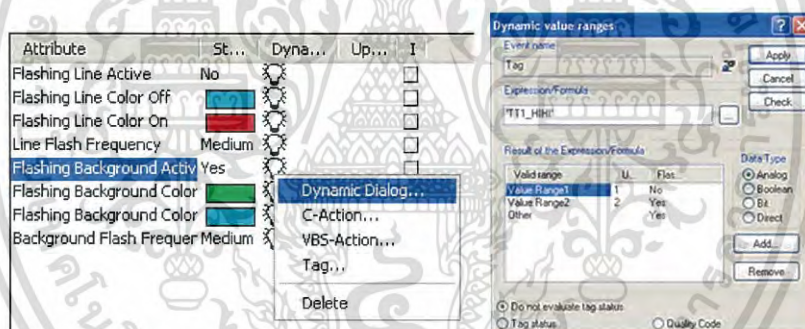 Attribute St... Dyna... Up... I
Flashing Line Active No
Flashing Line Color Off
Flashing Line Color On
Line Flash Frequency Medium
Flashing Background Activ Yes
Flashing Background Color
Flashing Background Color
Background Flash Frequer Medium
Dynamic Dialog...
C-Action...
VBS-Action...
Tag...
Delete
Dynamic value ranges
Event name
Tag
Apply
Cancel
Check
Expression/Formula
'TT1_HIHI'
...
Result of the Expression/Formula
Valid range U.. Flas...
Value Range1 1 No
Value Range2 2 Yes
Other Yes
Data Type
Analog
Boolean
Bit
Direct
Add...
Remove
Do not evaluate tag status
Tag status Quality Code